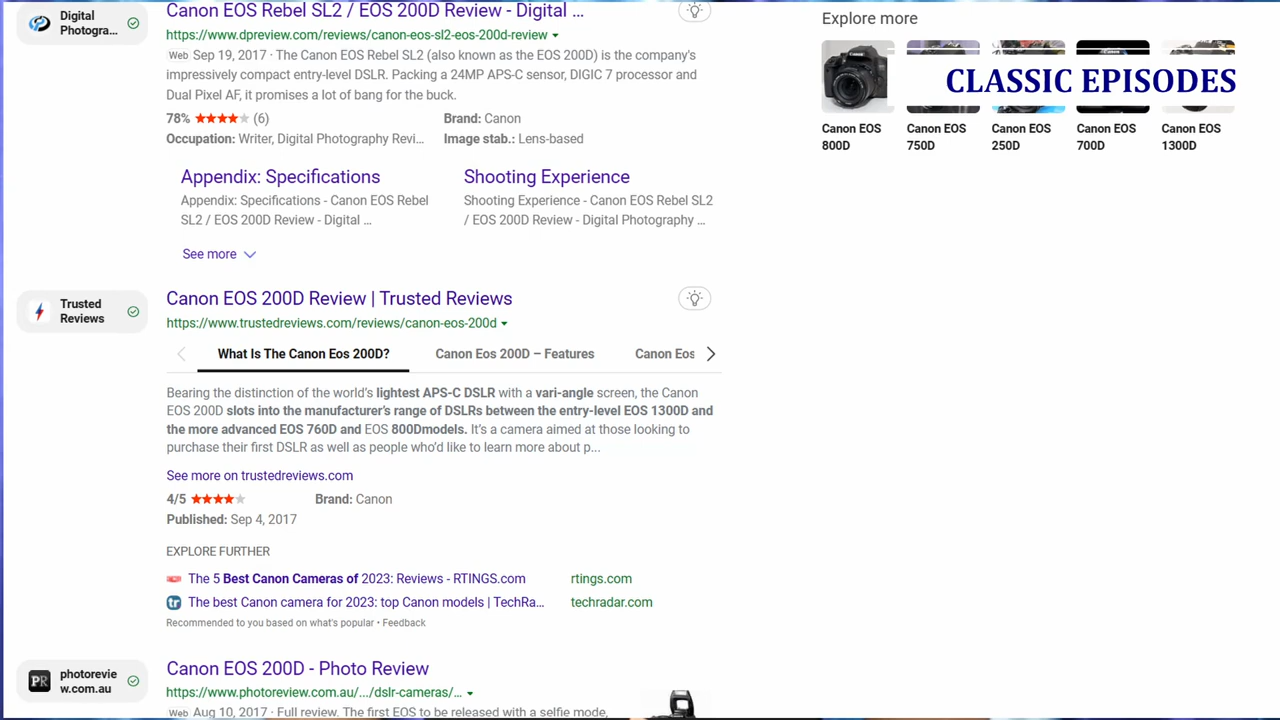 Digital
Photogra...
Canon EOS Rebel SL2 / EOS 200D Review - Digital ...
https://www.dpreview.com/reviews/canon-eos-sl2-eos-200d-review
Web Sep 19, 2017 · The Canon EOS Rebel SL2 (also known as the EOS 200D) is the company's
impressively compact entry-level DSLR. Packing a 24MP APS-C sensor, DIGIC 7 processor and
Dual Pixel AF, it promises a lot of bang for the buck.
78% ★★★★★ (6) Brand: Canon
Occupation: Writer, Digital Photography Revi... Image stab.: Lens-based
Appendix: Specifications
Appendix: Specifications - Canon EOS Rebel
SL2 / EOS 200D Review - Digital ...
Shooting Experience
Shooting Experience - Canon EOS Rebel SL2
/ EOS 200D Review - Digital Photography ...
See more
Trusted
Reviews
Canon EOS 200D Review | Trusted Reviews
https://www.trustedreviews.com/reviews/canon-eos-200d
What Is The Canon Eos 200D? Canon Eos 200D – Features Canon Eos
Bearing the distinction of the world's lightest APS-C DSLR with a vari-angle screen, the Canon
EOS 200D slots into the manufacturer's range of DSLRs between the entry-level EOS 1300D and
the more advanced EOS 760D and EOS 800Dmodels. It's a camera aimed at those looking to
purchase their first DSLR as well as people who'd like to learn more about p...
See more on trustedreviews.com
4/5 ★★★★★ Brand: Canon
Published: Sep 4, 2017
EXPLORE FURTHER
The 5 Best Canon Cameras of 2023: Reviews - RTINGS.com rtings.com
tr The best Canon camera for 2023: top Canon models | TechRa... techradar.com
Recommended to you based on what's popular • Feedback
PR
photorevie
w.com.au
Canon EOS 200D - Photo Review
https://www.photoreview.com.au/.../dslr-cameras/...
Web Aug 10, 2017 · Full review. The first EOS to be released with a selfie mode,
Explore more
CLASSIC EPISODES
Canon EOS
800D
Canon EOS
750D
Canon EOS
250D
Canon EOS
700D
Canon EOS
1300D